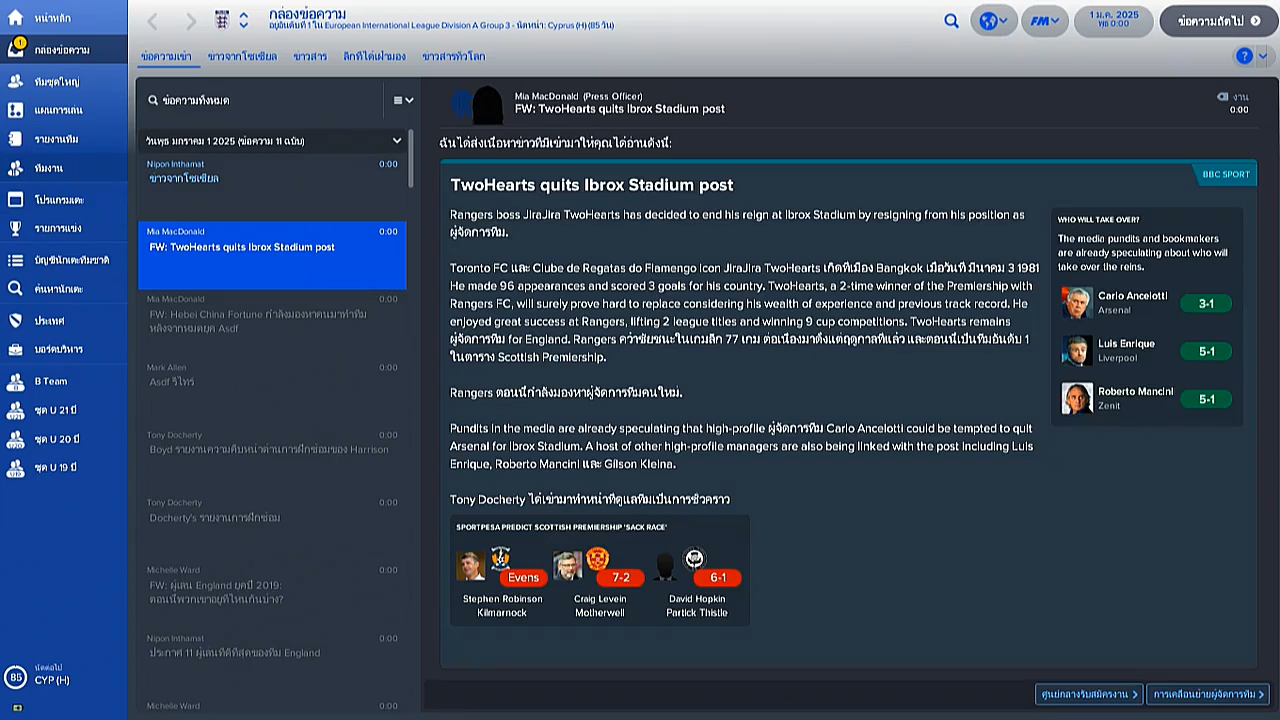 หน้าหลัก
กล่องข้อความ
อยู่อันดับที่ 1 ใน European International League Division A Group 3 - นัดหน้า: Cyprus (H) (85 วัน)
1 ม.ค. 2025
พุธ 0:00
ข้อความถัดไป
1
กล่องข้อความ
ทีมชุดใหญ่
แผนการเล่น
รายงานทีม
ทีมงาน
โปรแกรมเตะ
รายการแข่ง
บัญชีนักเตะทีมชาติ
ค้นหานักเตะ
ประเทศ
บอร์ดบริหาร
B Team
ชุด U 21 ปี
ชุด U 20 ปี
ชุด U 19 ปี
85
นัดต่อไป
CYP (H)
ข้อความเข้า
ข่าวจากโซเชียล
ข่าวสาร
ลีกที่ได้เฝ้ามอง
ข่าวสารทั่วโลก
?
ข้อความทั้งหมด
วันพุธ มกราคม 1 2025 (ข้อความ 11 ฉบับ)
Nipon Inthamat 0:00
ข่าวจากโซเชียล
Mia MacDonald 0:00
FW: TwoHearts quits Ibrox Stadium post
Mia MacDonald 0:00
FW: Hebei China Fortune กำลังมองหาคนมาทำทีม
หลังจากหมดยุค Asdf
Mark Allen 0:00
Asdf รีไทร์
Tony Docherty 0:00
Boyd รายงานความคืบหน้าด้านการฝึกซ้อมของ Harrison
Tony Docherty 0:00
Docherty's รายงานการฝึกซ้อม
Michelle Ward 0:00
FW: ผู้เล่น England ยุคปี 2019:
ตอนนี้พวกเขาอยู่ที่ไหนกันบ้าง?
Nipon Inthamat 0:00
ประกาศ 11 ผู้เล่นที่ดีที่สุดของทีม England
Michelle Ward 0:00
Mia MacDonald (Press Officer)
FW: TwoHearts quits Ibrox Stadium post
งาน
0:00
ฉันได้ส่งเนื้อหาข่าวที่มีเข้ามาให้คุณได้อ่านดังนี้:
BBC SPORT
TwoHearts quits Ibrox Stadium post
Rangers boss JiraJira TwoHearts has decided to end his reign at Ibrox Stadium by resigning from his position as
ผู้จัดการทีม.
Toronto FC และ Clube de Regatas do Flamengo icon JiraJira TwoHearts เกิดที่เมือง Bangkok เมื่อวันที่ มีนาคม 3 1981
He made 96 appearances and scored 3 goals for his country. TwoHearts, a 2-time winner of the Premiership with
Rangers FC, will surely prove hard to replace considering his wealth of experience and previous track record. He
enjoyed great success at Rangers, lifting 2 league titles and winning 9 cup competitions. TwoHearts remains
ผู้จัดการทีม for England. Rangers คว้าชัยชนะในเกมลีก 77 เกม ต่อเนื่องมาตั้งแต่ฤดูกาลที่แล้ว และตอนนี้เป็นทีมอันดับ 1
ในตาราง Scottish Premiership.
Rangers ตอนนี้กำลังมองหาผู้จัดการทีมคนใหม่.
Pundits in the media are already speculating that high-profile ผู้จัดการทีม Carlo Ancelotti could be tempted to quit
Arsenal for Ibrox Stadium. A host of other high-profile managers are also being linked with the post including Luis
Enrique, Roberto Mancini และ Gilson Kleina.
Tony Docherty ได้เข้ามาทำหน้าที่ดูแลทีมเป็นการชั่วคราว
WHO WILL TAKE OVER?
The media pundits and bookmakers
are already speculating about who will
take over the reins.
Carlo Ancelotti
Arsenal
3-1
Luis Enrique
Liverpool
5-1
Roberto Mancini
Zenit
5-1
SPORTPESA PREDICT SCOTTISH PREMIERSHIP 'SACK RACE'
Evens 7-2 6-1
Stephen Robinson Craig Levein David Hopkin
Kilmarnock Motherwell Partick Thistle
ศูนย์กลางรับสมัครงาน
การเคลื่อนย้ายผู้จัดการทีม